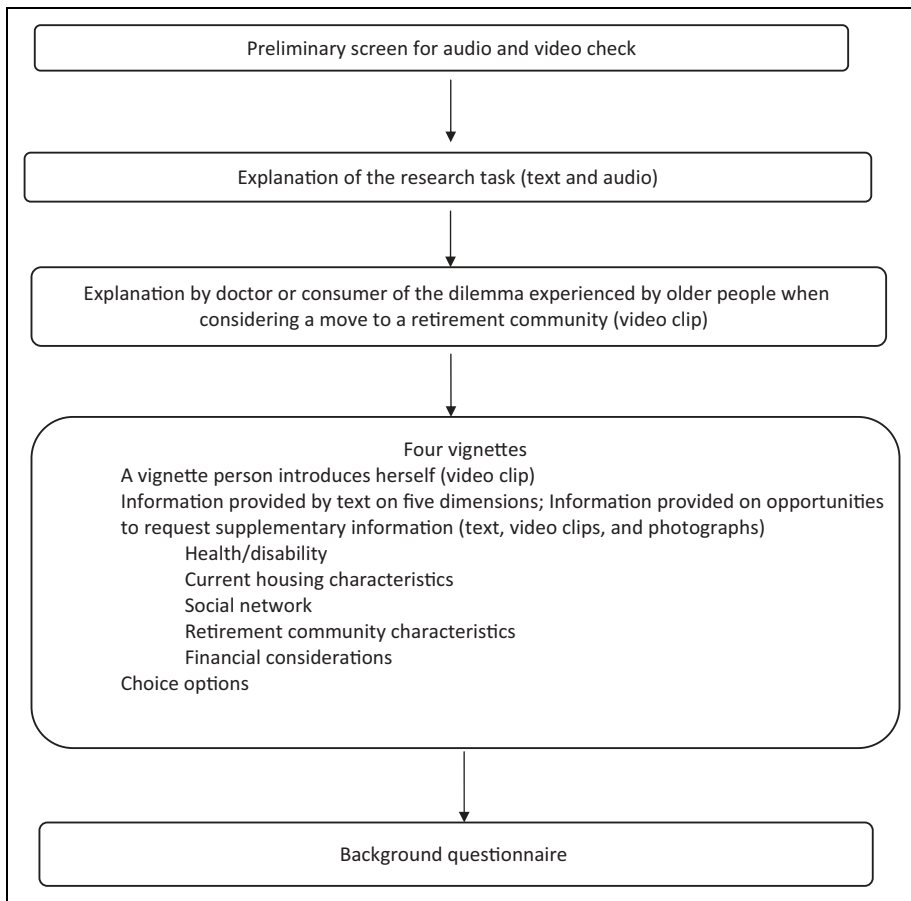 Preliminary screen for audio and video check
Explanation of the research task (text and audio)
Explanation by doctor or consumer of the dilemma experienced by older people when
considering a move to a retirement community (video clip)
Four vignettes
A vignette person introduces herself (video clip)
Information provided by text on five dimensions; Information provided on opportunities
to request supplementary information (text, video clips, and photographs)
Health/disability
Current housing characteristics
Social network
Retirement community characteristics
Financial considerations
Choice options
Background questionnaire